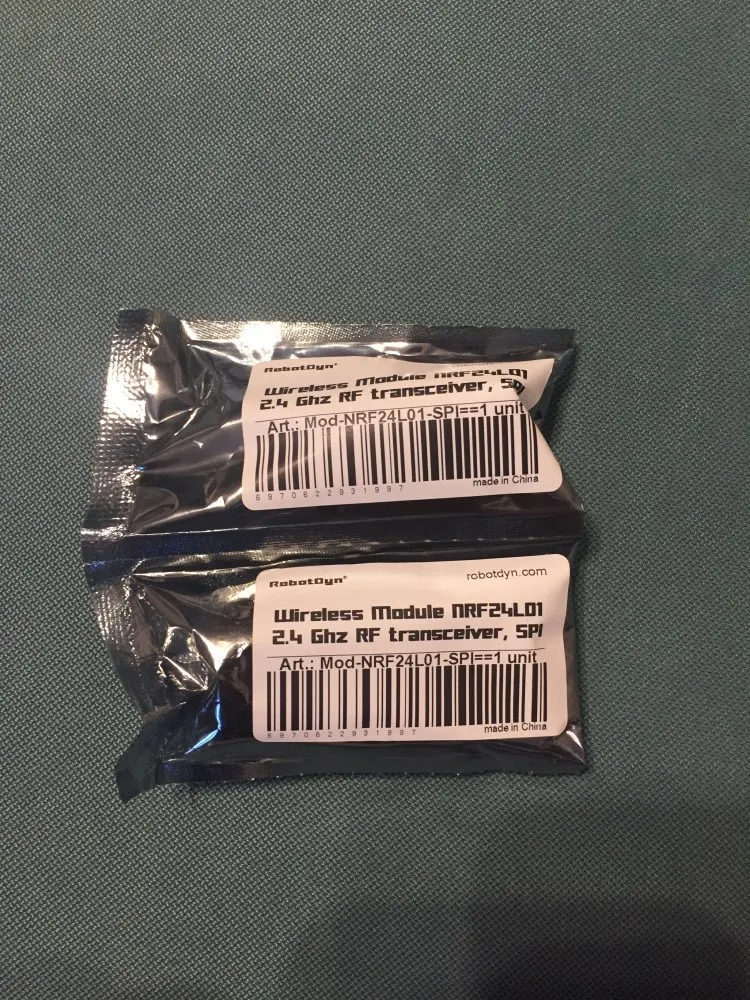 RobotDyn®
Wireless Module NRF24L01
2.4 Ghz RF transceiver, SPI
Art.: Mod-NRF24L01-SPI==1 unit
6970622931997
made in China
RobotDyn®
robotdyn.com
Wireless Module NRF24L01
2.4 Ghz RF transceiver, SPI
Art.: Mod-NRF24L01-SPI==1 unit
6970622931997
made in China